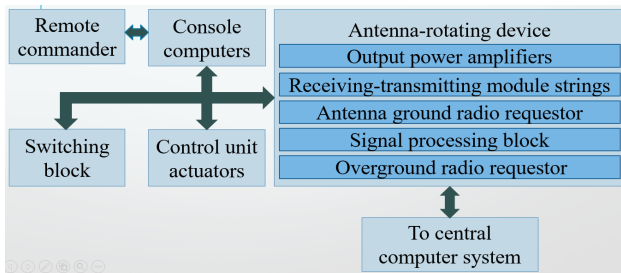 Remote
commander
Console
computers
Antenna-rotating device
Output power amplifiers
Receiving-transmitting module strings
Antenna ground radio requestor
Signal processing block
Overground radio requestor
Switching
block
Control unit
actuators
To central
computer system